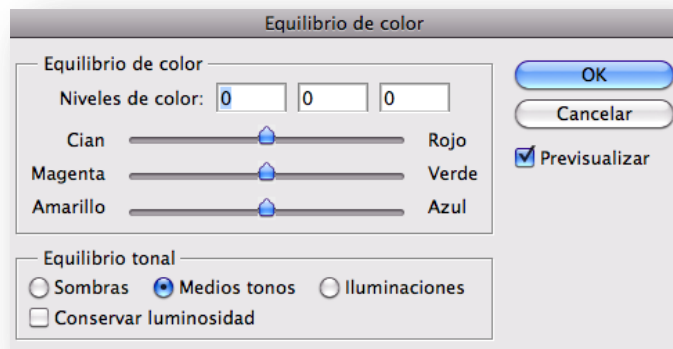 Equilibrio de color
Equilibrio de color
Niveles de color: 0 0 0
Cian Rojo
Magenta Verde
Amarillo Azul
Equilibrio tonal
Sombras Medios tonos Iluminaciones
Conservar luminosidad
OK
Cancelar
Previsualizar